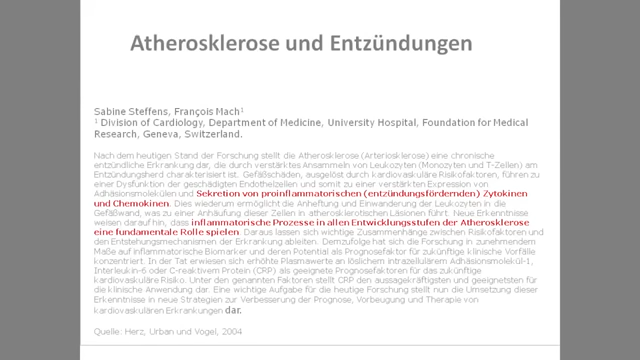 Atherosklerose und Entzündungen
Sabine Steffens, François Mach¹
¹ Division of Cardiology, Department of Medicine, University Hospital, Foundation for Medical
Research, Geneva, Switzerland.
Nach dem heutigen Stand der Forschung stellt die Atherosklerose (Arteriosklerose) eine chronische
entzündliche Erkrankung dar, die durch verstärktes Ansammeln von Leukozyten (Monozyten und T-Zellen) am
Entzündungsherd charakterisiert ist. Gefäßschäden, ausgelöst durch kardiovaskuläre Risikofaktoren, führen zu
einer Dysfunktion der geschädigten Endothelzellen und somit zu einer verstärkten Expression von
Adhäsionsmolekülen und Sekretion von proinflammatorischen (entzündungsfördernden) Zytokinen
und Chemokinen. Dies wiederum ermöglicht die Anheftung und Einwanderung der Leukozyten in die
Gefäßwand, was zu einer Anhäufung dieser Zellen in atherosklerotischen Läsionen führt. Neue Erkenntnisse
weisen darauf hin, dass inflammatorische Prozesse in allen Entwicklungsstufen der Atherosklerose
eine fundamentale Rolle spielen. Daraus lassen sich wichtige Zusammenhänge zwischen Risikofaktoren und
den Entstehungsmechanismen der Erkrankung ableiten. Demzufolge hat sich die Forschung in zunehmendem
Maße auf inflammatorische Biomarker und deren Potential als Prognosefaktor für zukünftige klinische Vorfälle
konzentriert. In der Tat erwiesen sich erhöhte Plasmawerte an löslichem intrazellulärem Adhäsionsmolekül-1,
Interleukin-6 oder C-reaktivem Protein (CRP) als geeignete Prognosefaktoren für das zukünftige
kardiovaskuläre Risiko. Unter den genannten Faktoren stellt CRP den aussagekräftigsten und geeignetsten für
die klinische Anwendung dar. Eine wichtige Aufgabe für die heutige Forschung stellt nun die Umsetzung dieser
Erkenntnisse in neue Strategien zur Verbesserung der Prognose, Vorbeugung und Therapie von
kardiovaskulären Erkrankungen dar.
Quelle: Herz, Urban und Vogel, 2004